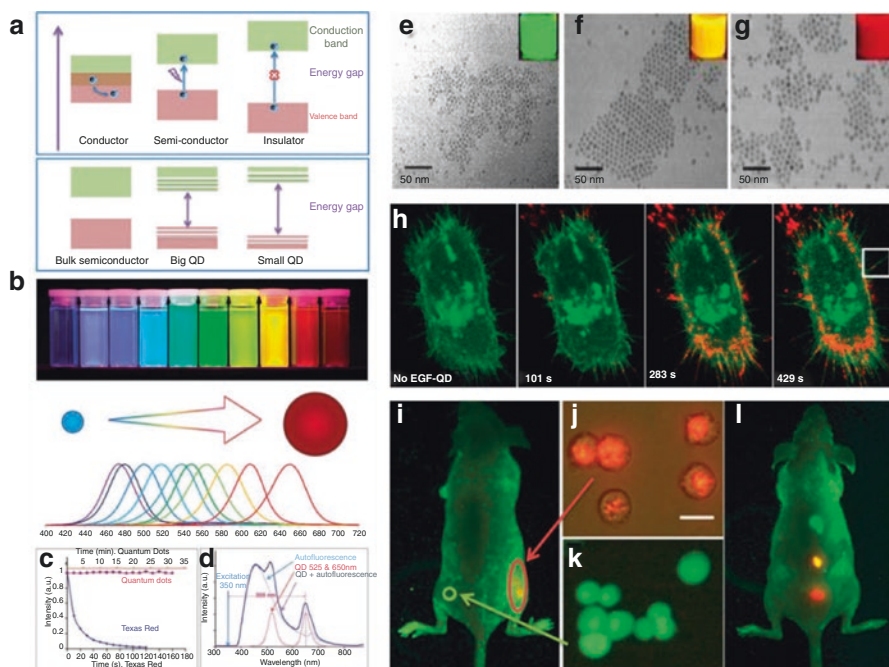 a
Conduction
band
Energy gap
Valence band
Conductor
Semi-conductor
Insulator
Energy gap
Bulk semiconductor
Big QD
Small QD
b
400 420 440 460 480 500 520 540 560 580 600 620 640 660 680 700 720
c
Time (min). Quantum Dots
5 10 15 20 25 30 35
Intensity (a.u.)
1
0.8
0.6
0.4
0.2
0
Quantum dots
Texas Red
0 20 40 60 80 100 120 140 160 180
Time (s), Texas Red
d
Intensity (a.u.)
Excitation
350 nm
Autofluorescence
QD 525 & 650nm
QD + autofluorescence
300 400 500 600 700 800
Wavelength (nm)
e
50 nm
f
50 nm
g
50 nm
h
No EGF-QD
101 s
283 s
429 s
i
j
k
l